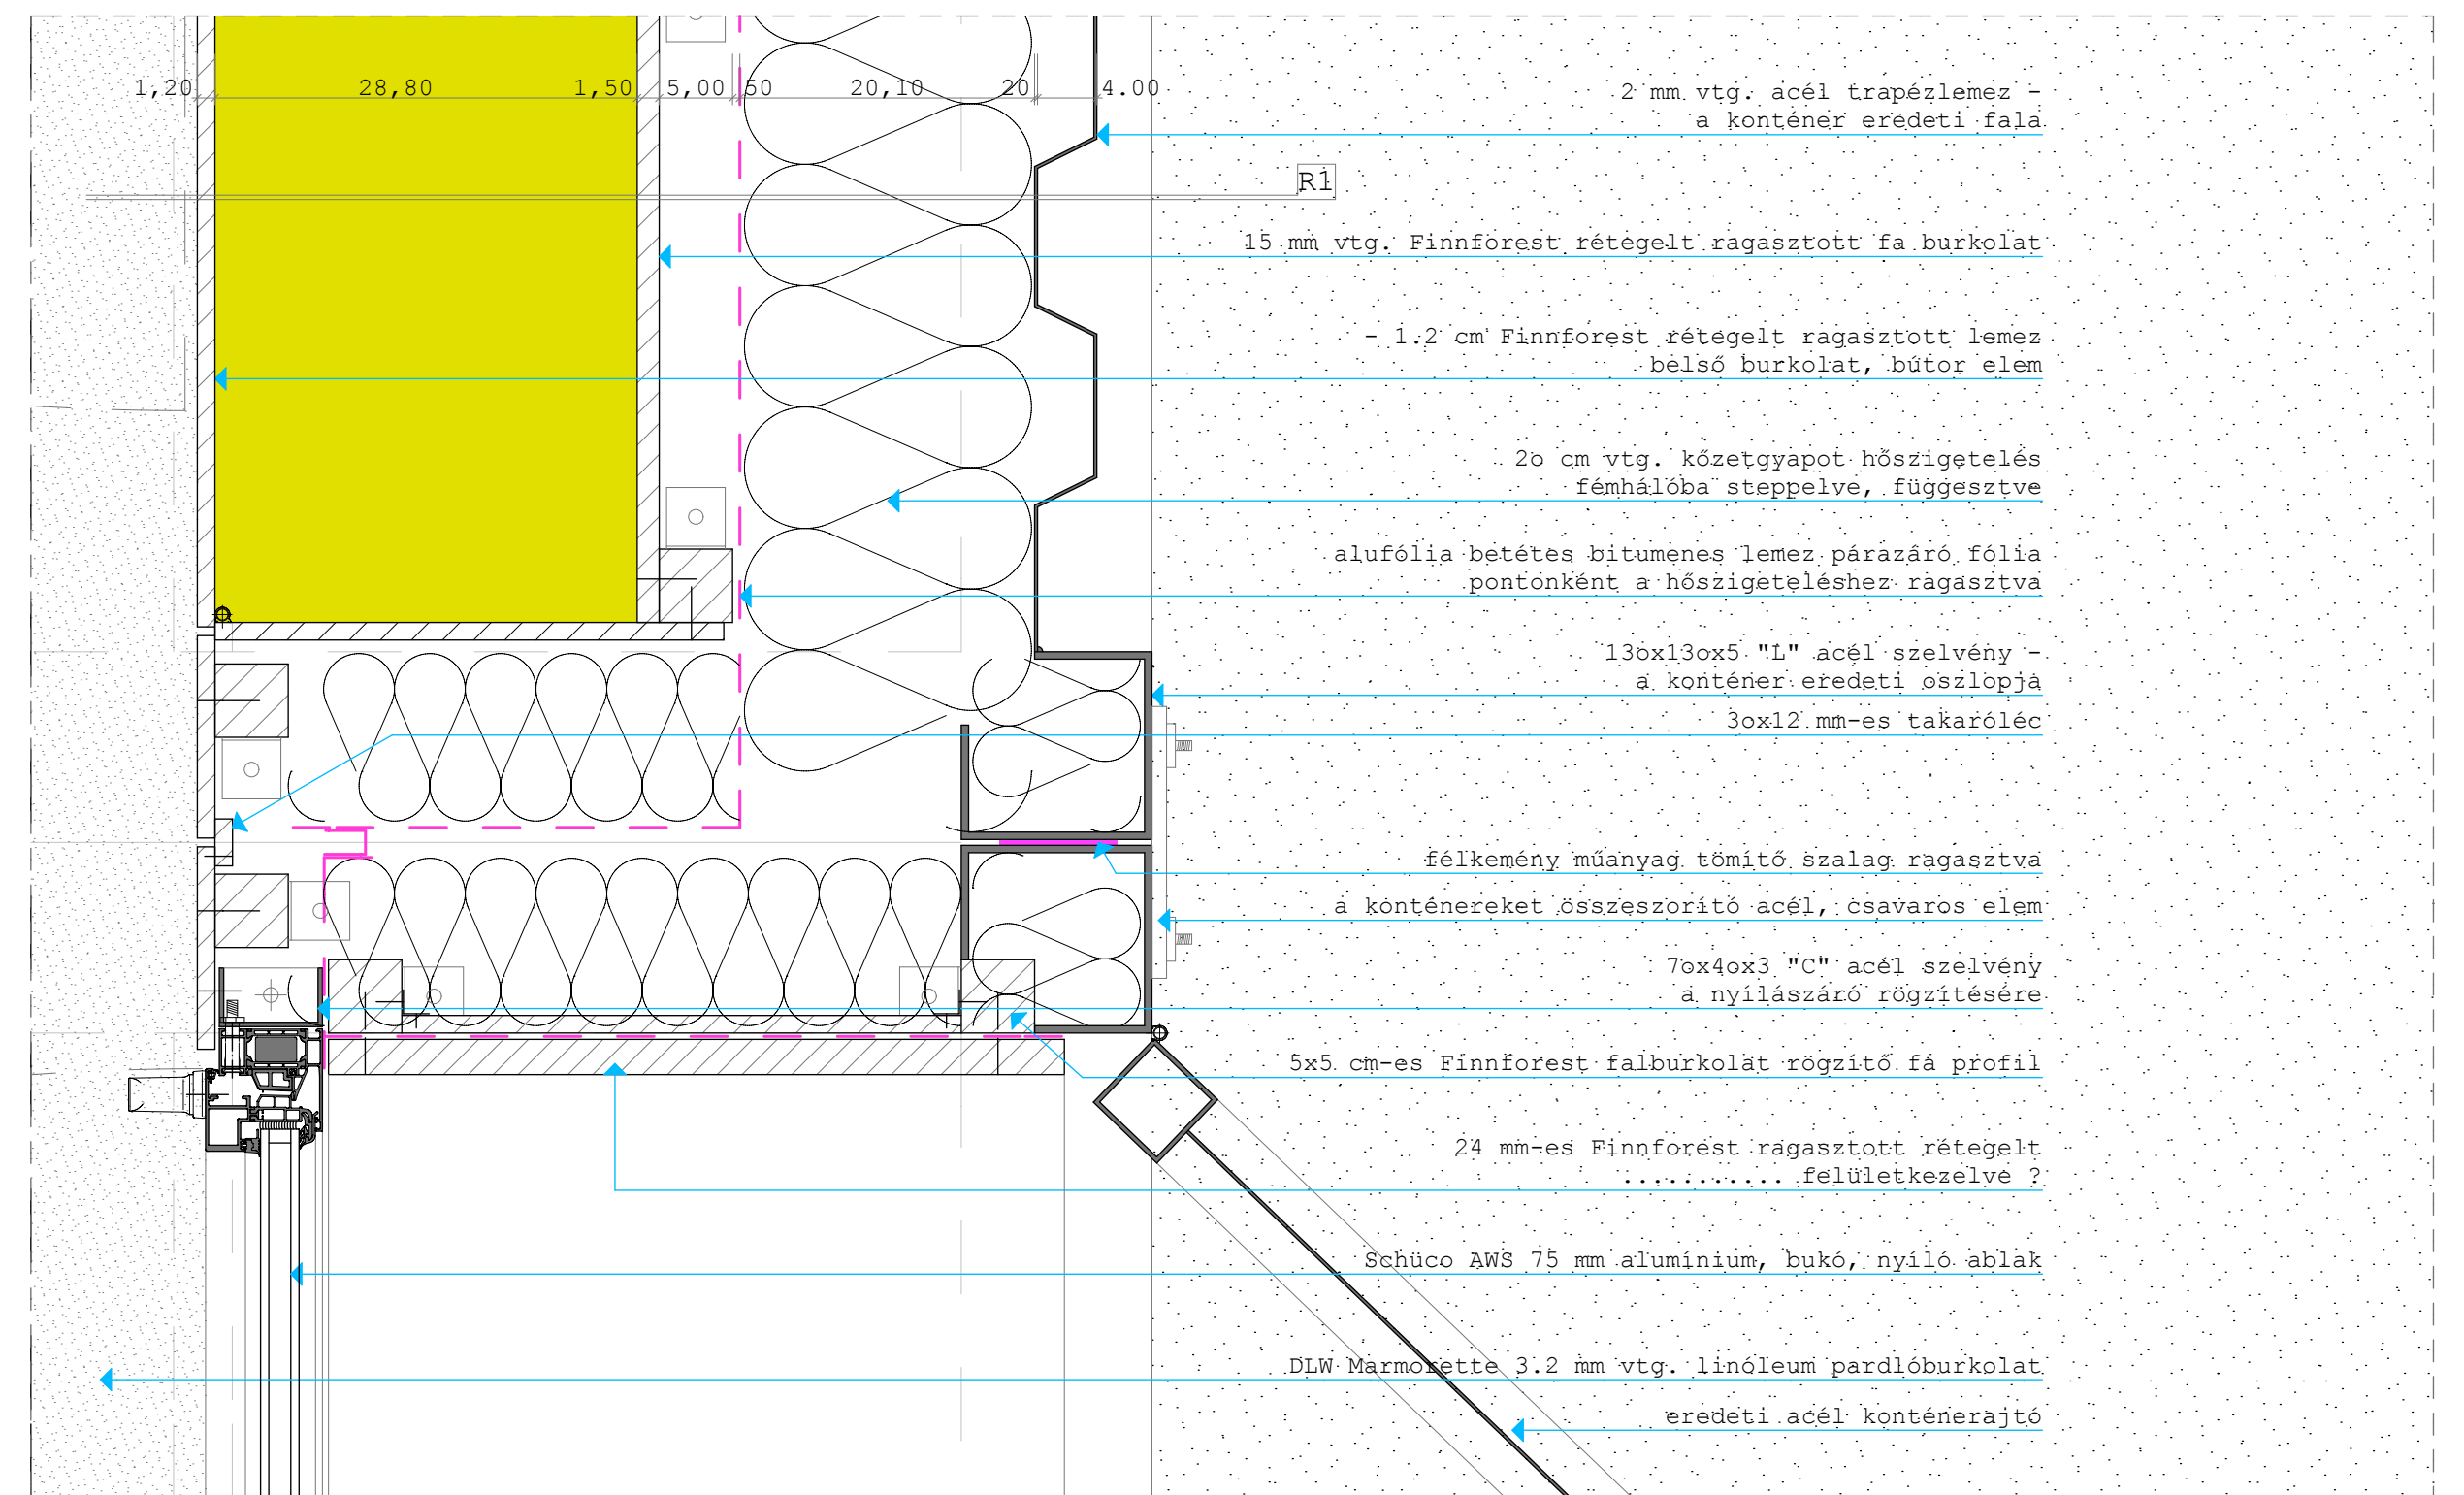 1,20 28,80 1,50 5,00 50 20,10 20 4.00
2 mm vtg. acél trapézlemez -
a konténer eredeti fala
R1
15 mm vtg. Finnforest rétegelt ragasztott fa burkolat
- 1.2 cm Finnforest rétegelt ragasztott lemez
belső burkolat, bútor elem
2o cm vtg. kőzetgyapot hőszigetelés
fémhálóba steppelve, függesztve
alufólia betétes bitumenes lemez párazáró fólia
pontonként a hőszigeteléshez ragasztva
13ox13ox5 "L" acél szelvény -
a konténer eredeti oszlopja
3ox12 mm-es takaróléc
félkemény műanyag tömítő szalag ragasztva
a konténereket összeszorító acél, csavaros elem
7ox4ox3 "C" acél szelvény
a nyílászáró rögzítésére
5x5 cm-es Finnforest falburkolat rögzítő fa profil
24 mm-es Finnforest ragasztott rétegelt
........... felületkezelve ?
Schüco AWS 75 mm alumínium, bukó, nyíló ablak
DLW Marmorette 3.2 mm vtg. linóleum pardlóburkolat
eredeti acél konténerajtó